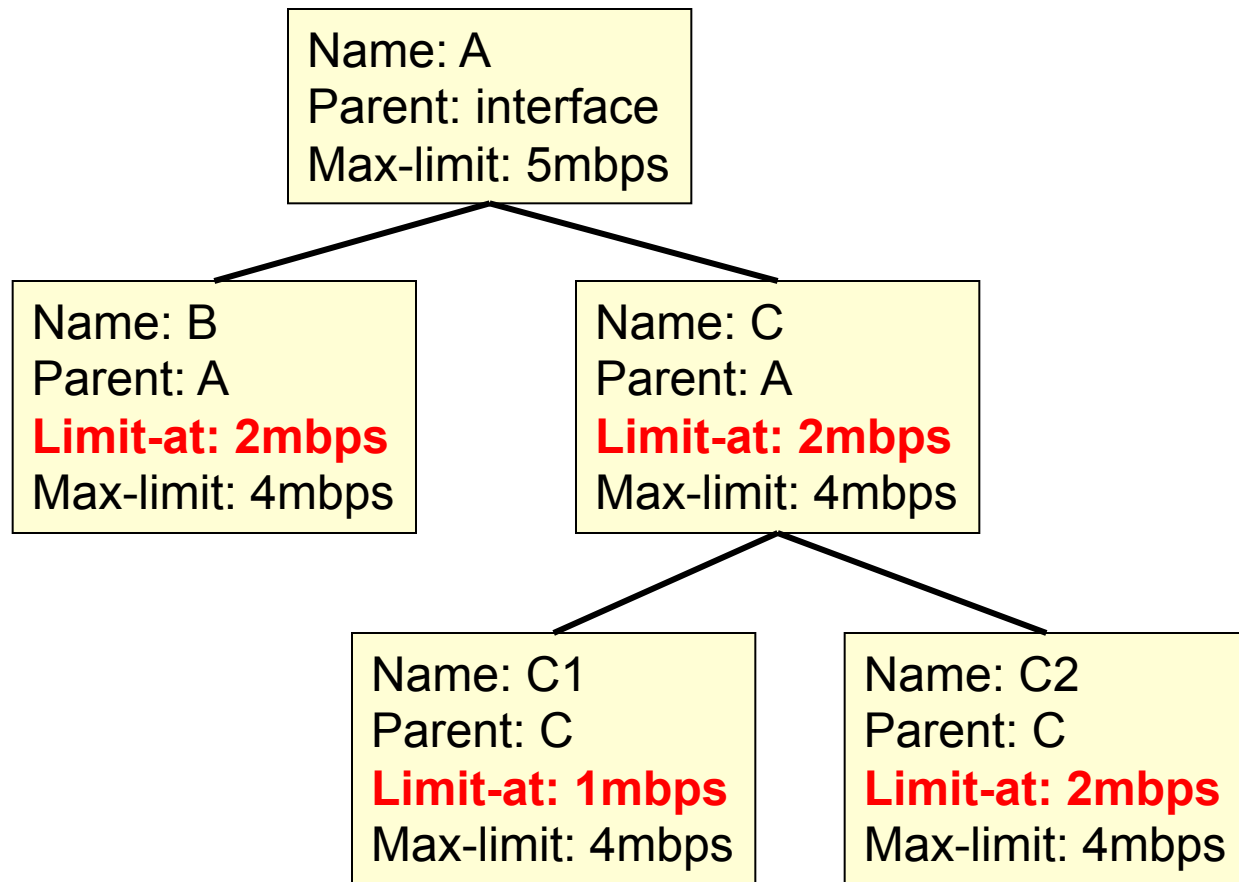 Name: A
Parent: interface
Max-limit: 5mbps
Name: B
Parent: A
Limit-at: 2mbps
Max-limit: 4mbps
Name: C
Parent: A
Limit-at: 2mbps
Max-limit: 4mbps
Name: C1
Parent: C
Limit-at: 1mbps
Max-limit: 4mbps
Name: C2
Parent: C
Limit-at: 2mbps
Max-limit: 4mbps